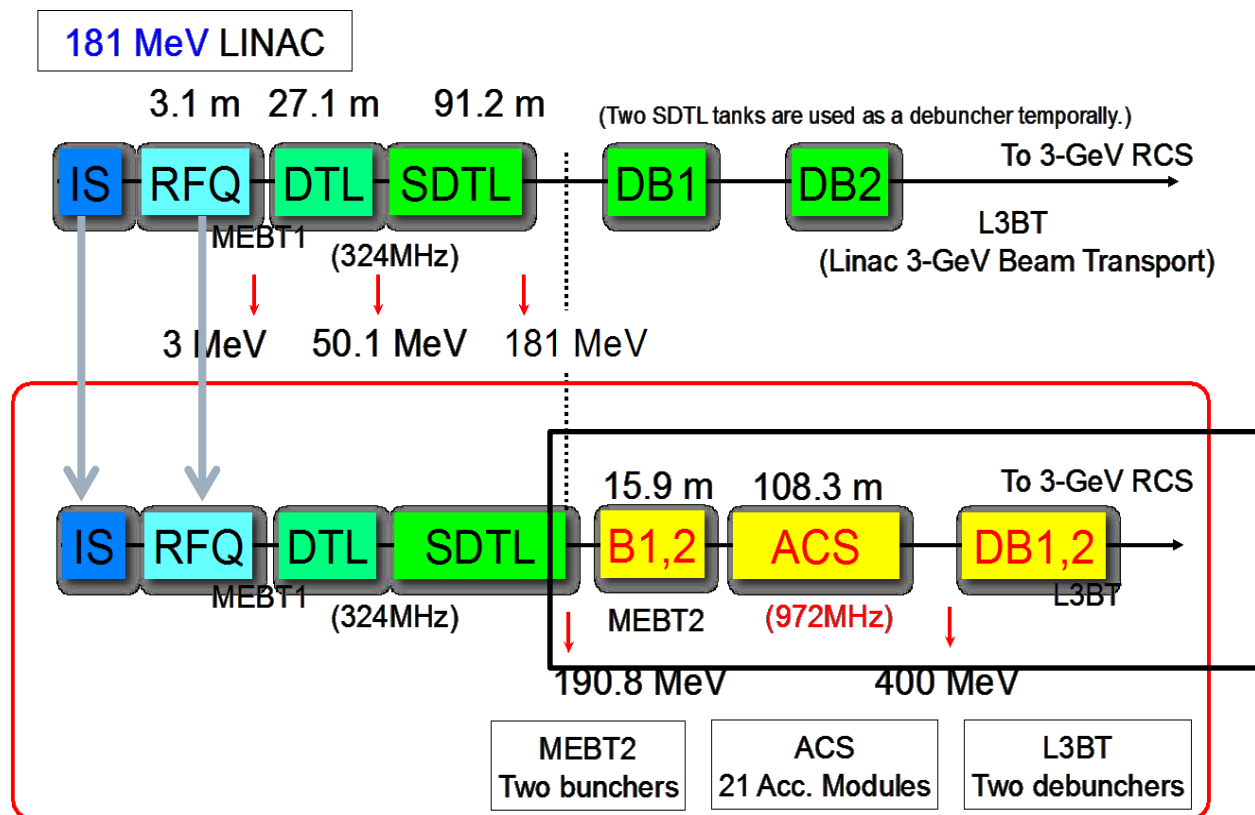 181 MeV LINAC
3.1 m 27.1 m 91.2 m
(Two SDTL tanks are used as a debuncher temporally.)
To 3-GeV RCS
IS RFQ DTL SDTL DB1 DB2
MEBT1
(324MHz)
L3BT
(Linac 3-GeV Beam Transport)
3 MeV 50.1 MeV 181 MeV
15.9 m 108.3 m
To 3-GeV RCS
IS RFQ DTL SDTL B1,2 ACS DB1,2
MEBT1
L3BT
(324MHz)
MEBT2
(972MHz)
190.8 MeV 400 MeV
MEBT2
Two bunchers
ACS
21 Acc. Modules
L3BT
Two debunchers